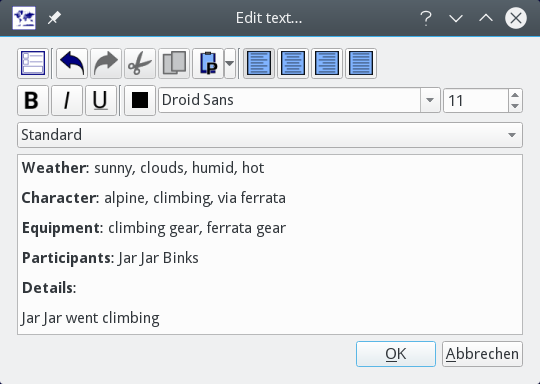 Edit text...
B I U Droid Sans 11
Standard
Weather: sunny, clouds, humid, hot
Character: alpine, climbing, via ferrata
Equipment: climbing gear, ferrata gear
Participants: Jar Jar Binks
Details:
Jar Jar went climbing
OK Abbrechen